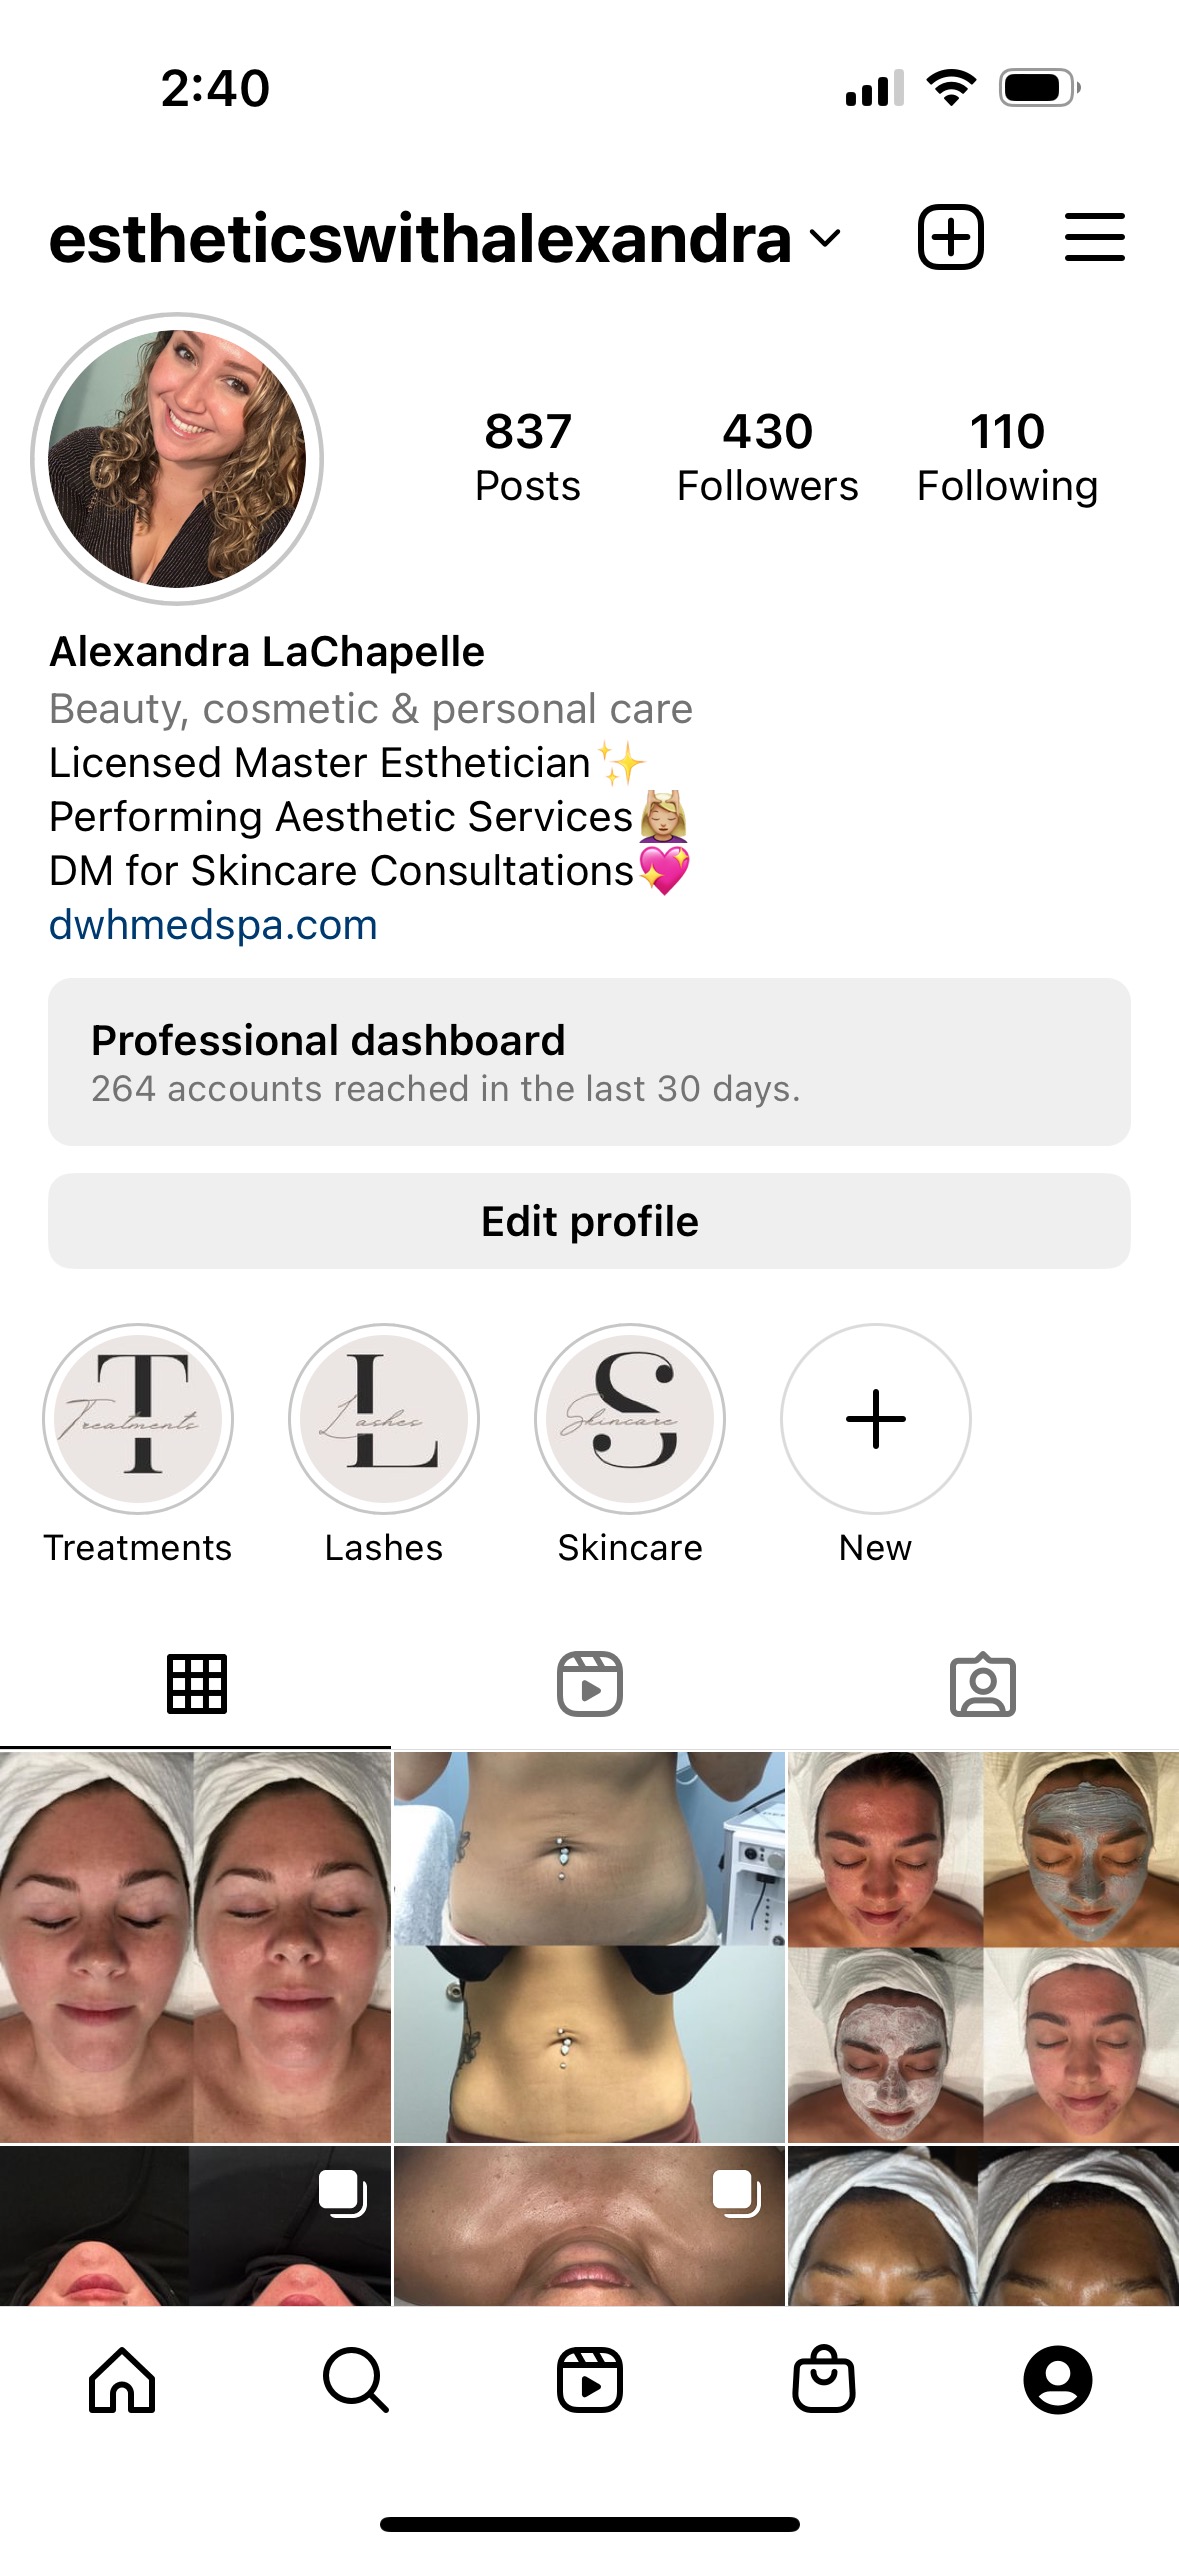 2:40
estheticswithalexandra
837 430 110
Posts Followers Following
Alexandra LaChapelle
Beauty, cosmetic & personal care
Licensed Master Esthetician✨
Performing Aesthetic Services💆🏼‍♀️
DM for Skincare Consultations💖
dwhmedspa.com
Professional dashboard
264 accounts reached in the last 30 days.
Edit profile
T L S
Treatments Lashes Skincare
Treatments Lashes Skincare New